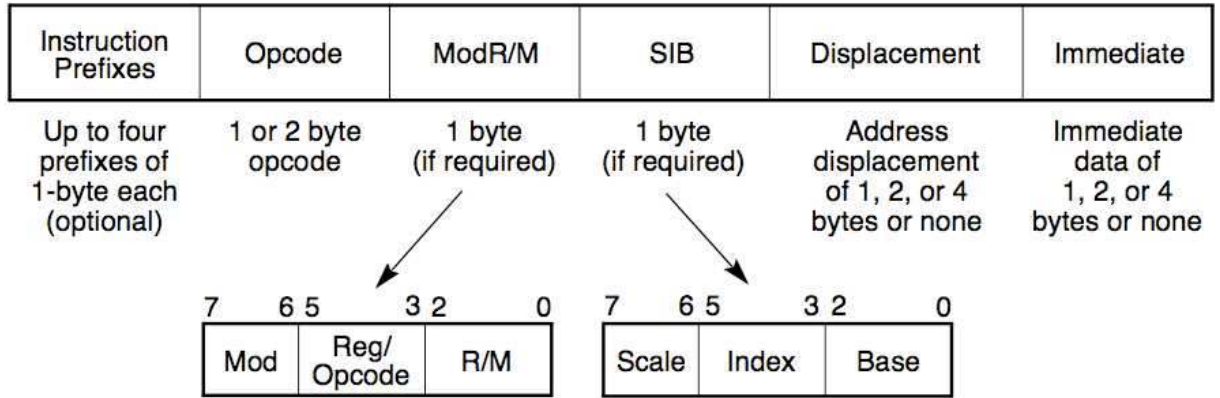 Instruction Prefixes
Opcode
ModR/M
SIB
Displacement
Immediate
Up to four
prefixes of
1-byte each
(optional)
1 or 2 byte
opcode
1 byte
(if required)
1 byte
(if required)
Address
displacement
of 1, 2, or 4
bytes or none
Immediate
data of
1, 2, or 4
bytes or none
7 6 5 3 2 0
Mod
Reg/
Opcode
R/M
7 6 5 3 2 0
Scale
Index
Base